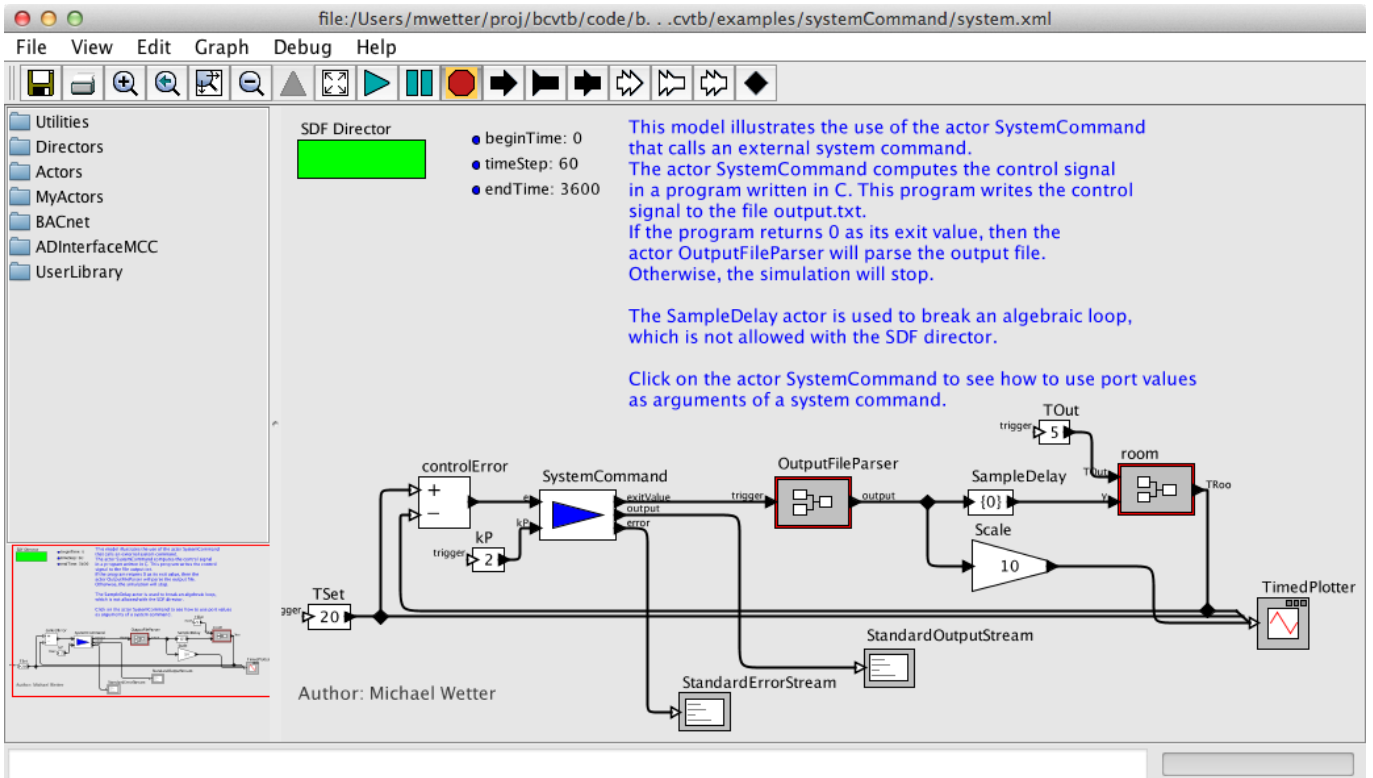 file:/Users/mwetter/proj/bcvtb/code/b. . .cvtb/examples/systemCommand/system.xml
File View Edit Graph Debug Help
Utilities
Directors
Actors
MyActors
BACnet
ADInterfaceMCC
UserLibrary
SDF Director
beginTime: 0
timeStep: 60
endTime: 3600
This model illustrates the use of the actor SystemCommand
that calls an external system command.
The actor SystemCommand computes the control signal
in a program written in C. This program writes the control
signal to the file output.txt.
If the program returns 0 as its exit value, then the
actor OutputFileParser will parse the output file.
Otherwise, the simulation will stop.
The SampleDelay actor is used to break an algebraic loop,
which is not allowed with the SDF director.
Click on the actor SystemCommand to see how to use port values
as arguments of a system command.
TOut
trigger
5
room
TOut
y
TRoo
controlError
+
−
SystemCommand
e
kP
exitValue
output
error
OutputFileParser
trigger
output
SampleDelay
{0}
kP
trigger
2
Scale
10
TSet
gger
20
TimedPlotter
StandardOutputStream
StandardErrorStream
Author: Michael Wetter